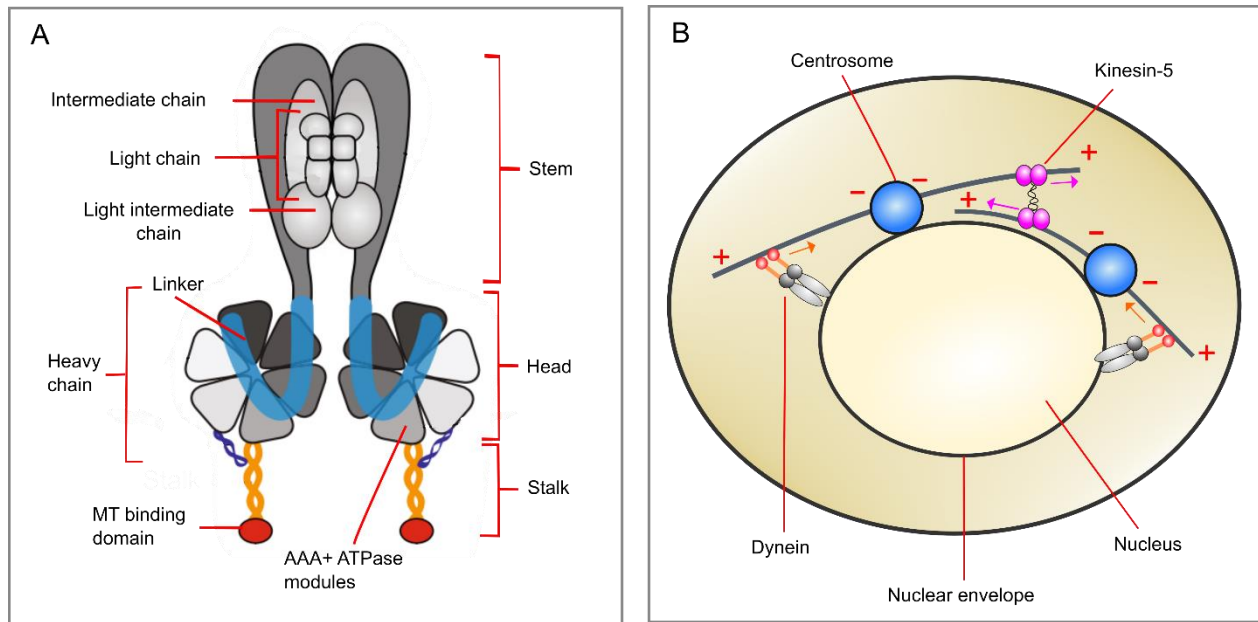 A
Intermediate chain
Light chain
Light intermediate
chain
Linker
Heavy
chain
MT binding
domain
AAA+ ATPase
modules
Stem
Head
Stalk
B
Centrosome
Kinesin-5
+
+
+
+
−
−
−
−
Dynein
Nucleus
Nuclear envelope